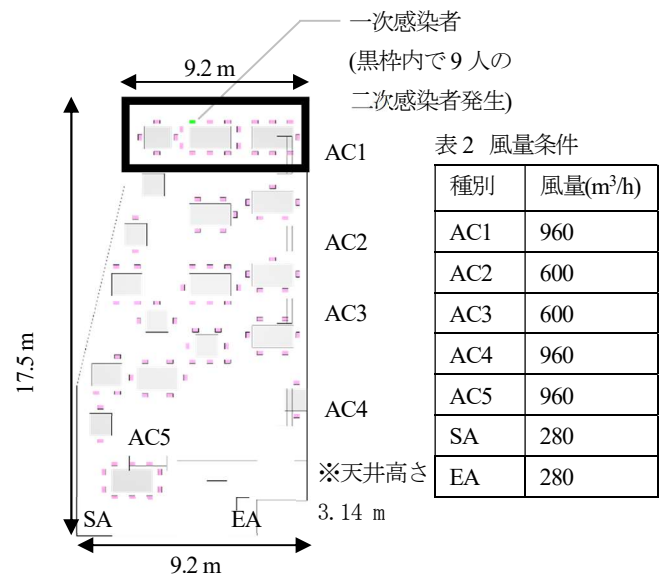 一次感染者
(黒枠内で 9 人の
二次感染者発生)
9.2 m
17.5 m
AC1
AC2
AC3
AC4
AC5
SA
EA
9.2 m
※天井高さ
3.14 m
表 2 風量条件
種別 風量(m³/h)
AC1 960
AC2 600
AC3 600
AC4 960
AC5 960
SA 280
EA 280